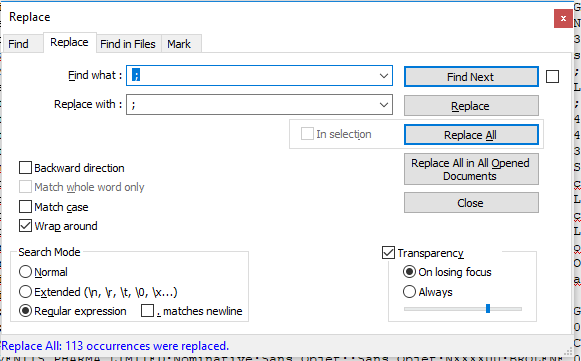 Replace
Find Replace Find in Files Mark
Find what : ; Find Next
Replace with : ; Replace
In selection Replace All
Replace All in All Opened
Documents
Close
Backward direction
Match whole word only
Match case
Wrap around
Search Mode
Normal
Extended (\n, \r, \t, \0, \x...)
Regular expression . matches newline
Transparency
On losing focus
Always
Replace All: 113 occurrences were replaced.